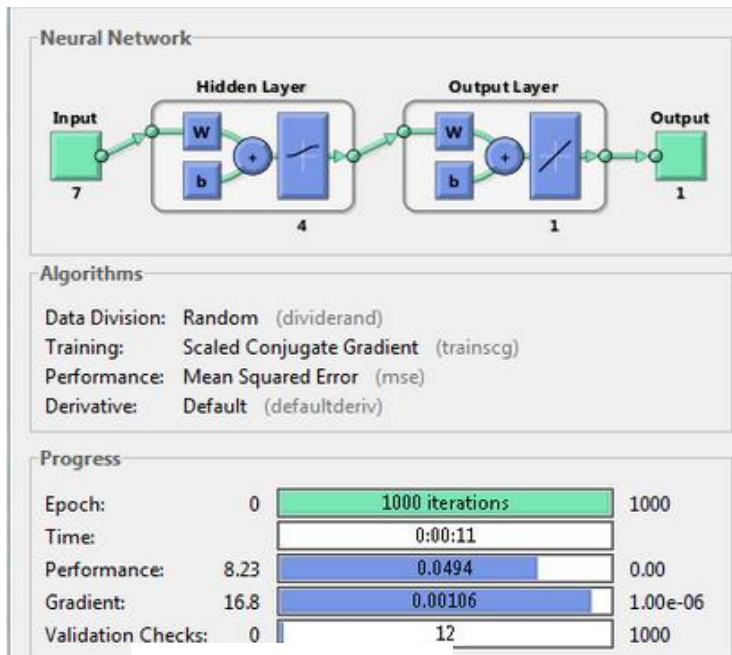 Neural Network
Hidden Layer Output Layer
Input Output
W b + W b +
7 4 1 1
Algorithms
Data Division: Random (dividerand)
Training: Scaled Conjugate Gradient (trainscg)
Performance: Mean Squared Error (mse)
Derivative: Default (defaultderiv)
Progress
Epoch: 0 1000 iterations 1000
Time: 0:00:11
Performance: 8.23 0.0494 0.00
Gradient: 16.8 0.00106 1.00e-06
Validation Checks: 0 12 1000